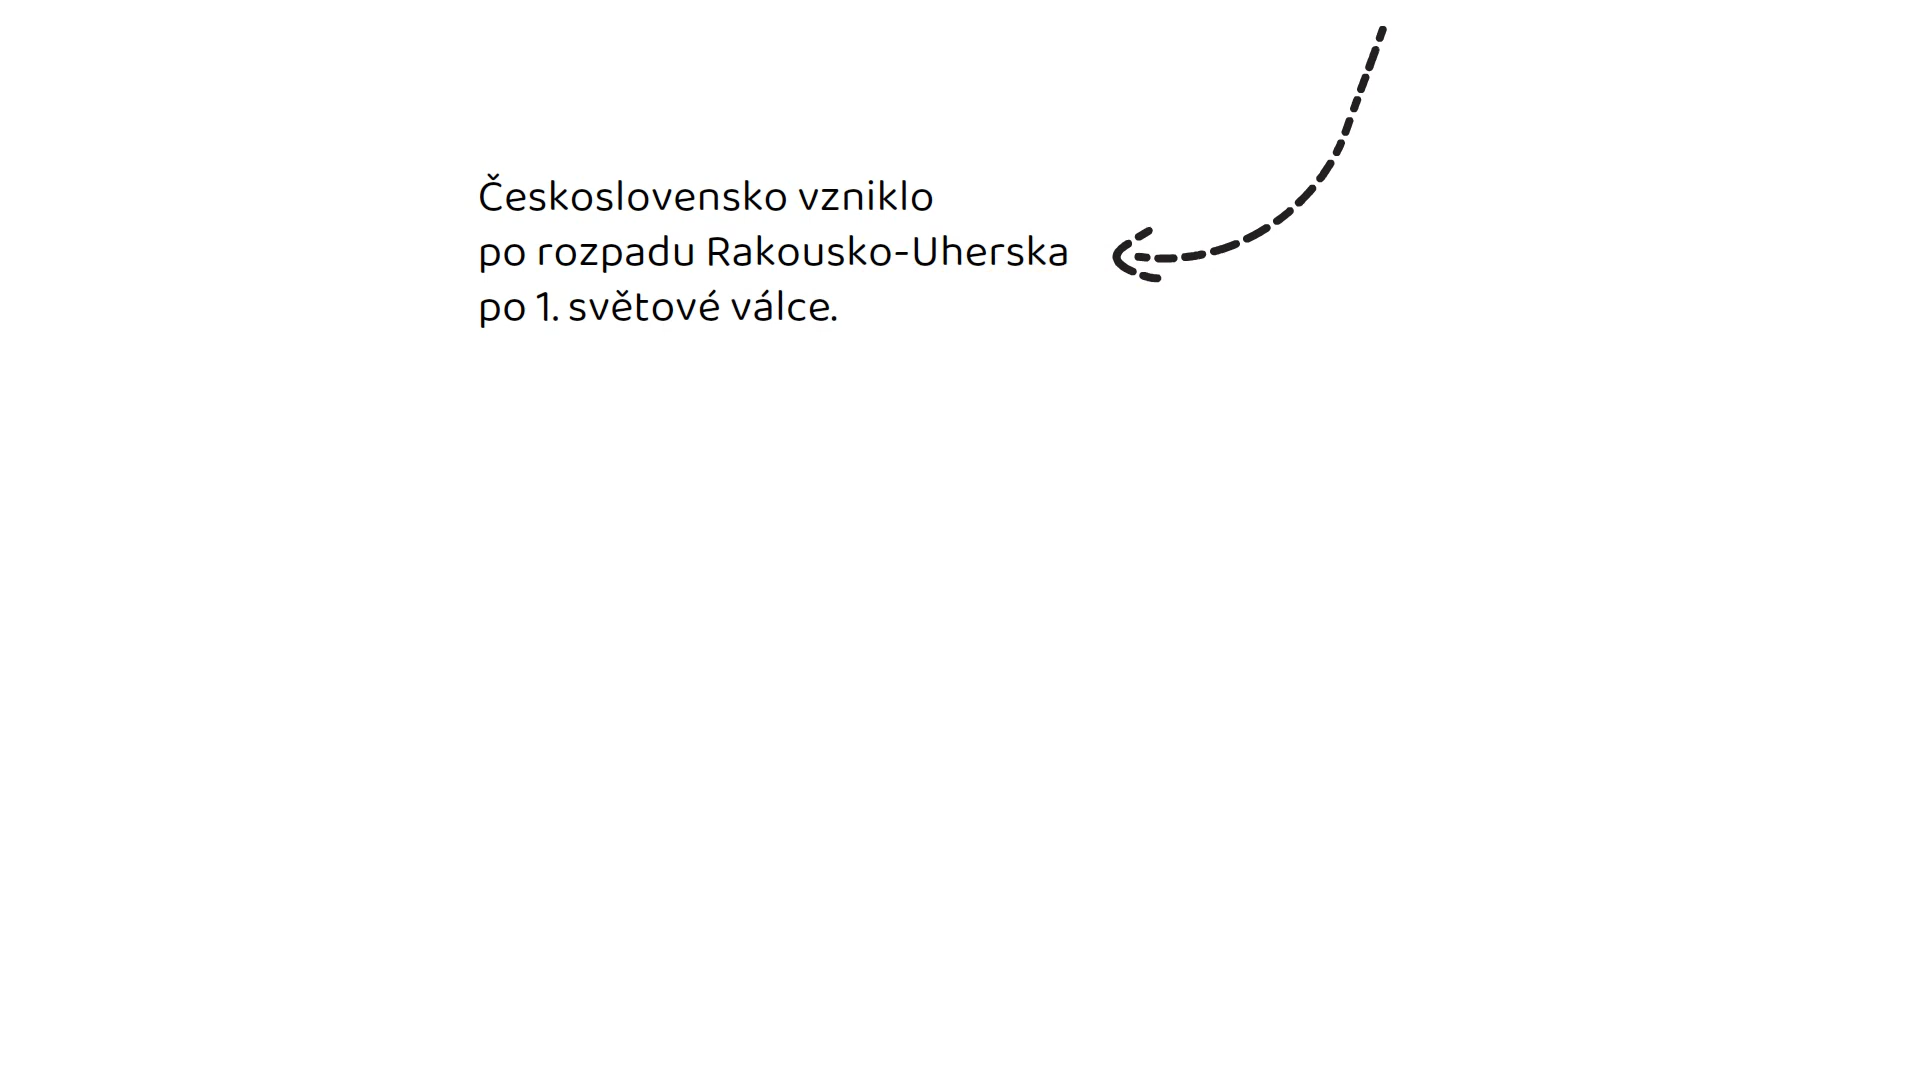 Československo vzniklo
po rozpadu Rakousko-Uherska
po 1. světové válce.